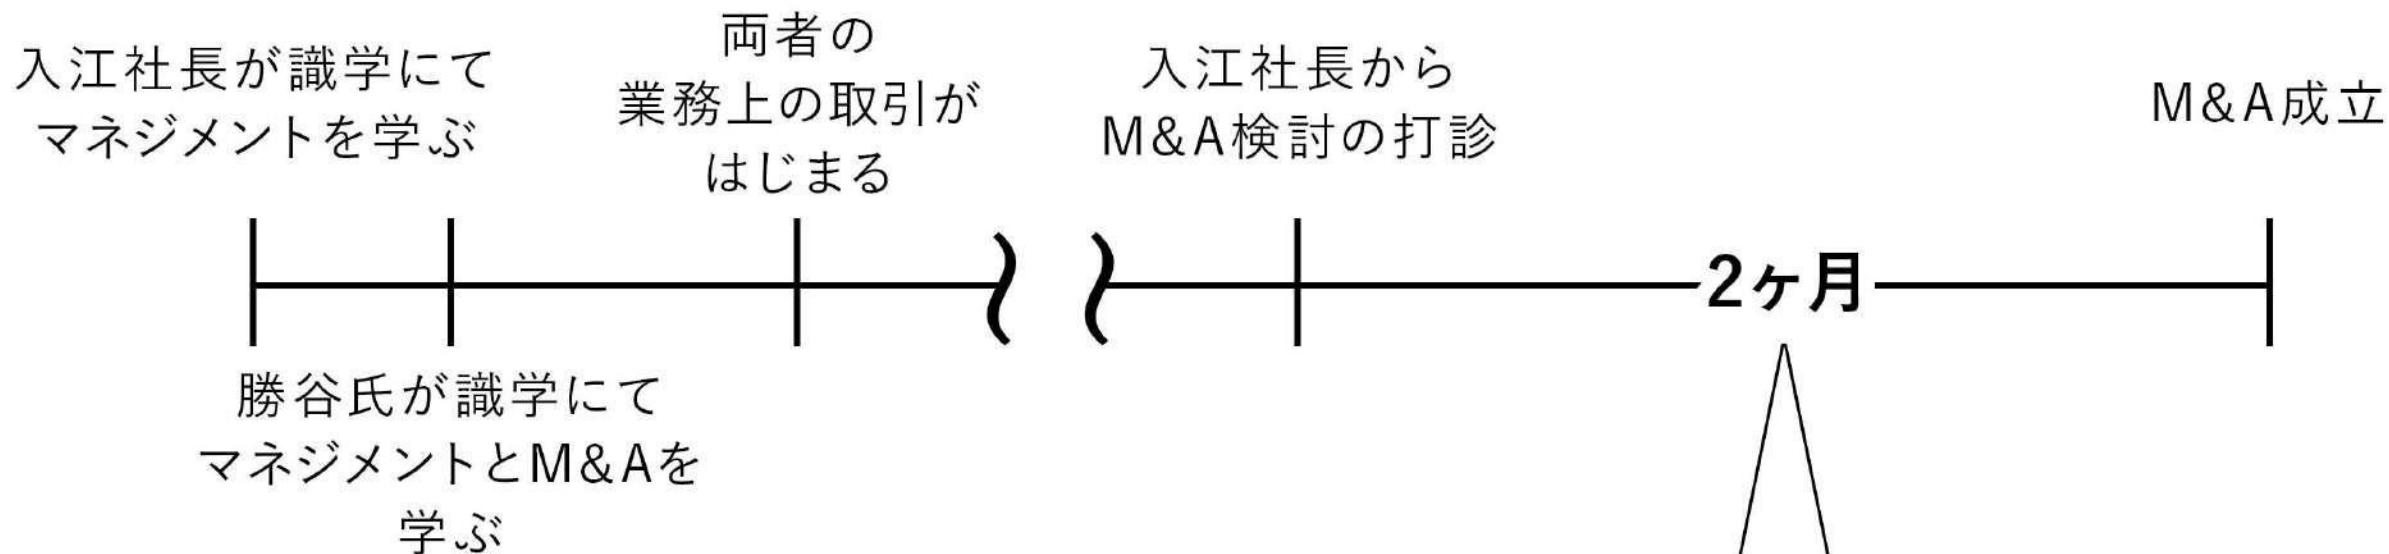 入江社長が識学にて
マネジメントを学ぶ
勝谷氏が識学にて
マネジメントとM&Aを
学ぶ
両者の
業務上の取引が
はじまる
入江社長から
M&A検討の打診
2ヶ月
M&A成立